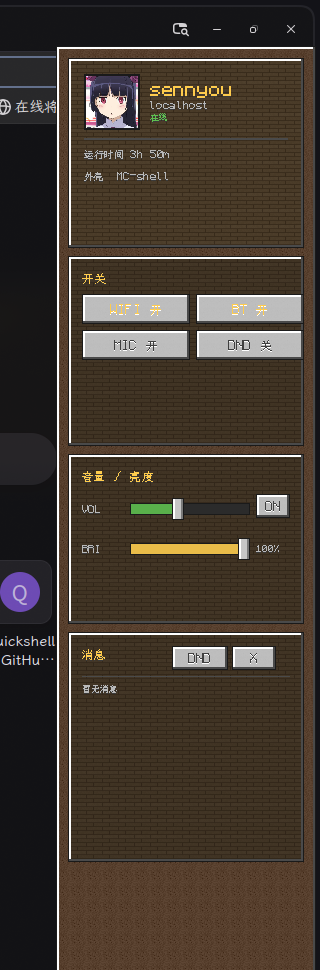 在线将
sennyou
localhost
在线
运行时间 3h 50m
外壳 MC-shell
开关
WIFI 开 BT 开
MIC 开 DND 关
音量 / 亮度
VOL ON
BRI 100%
Q
uickshell
GitHu…
消息 DND X
暂无消息